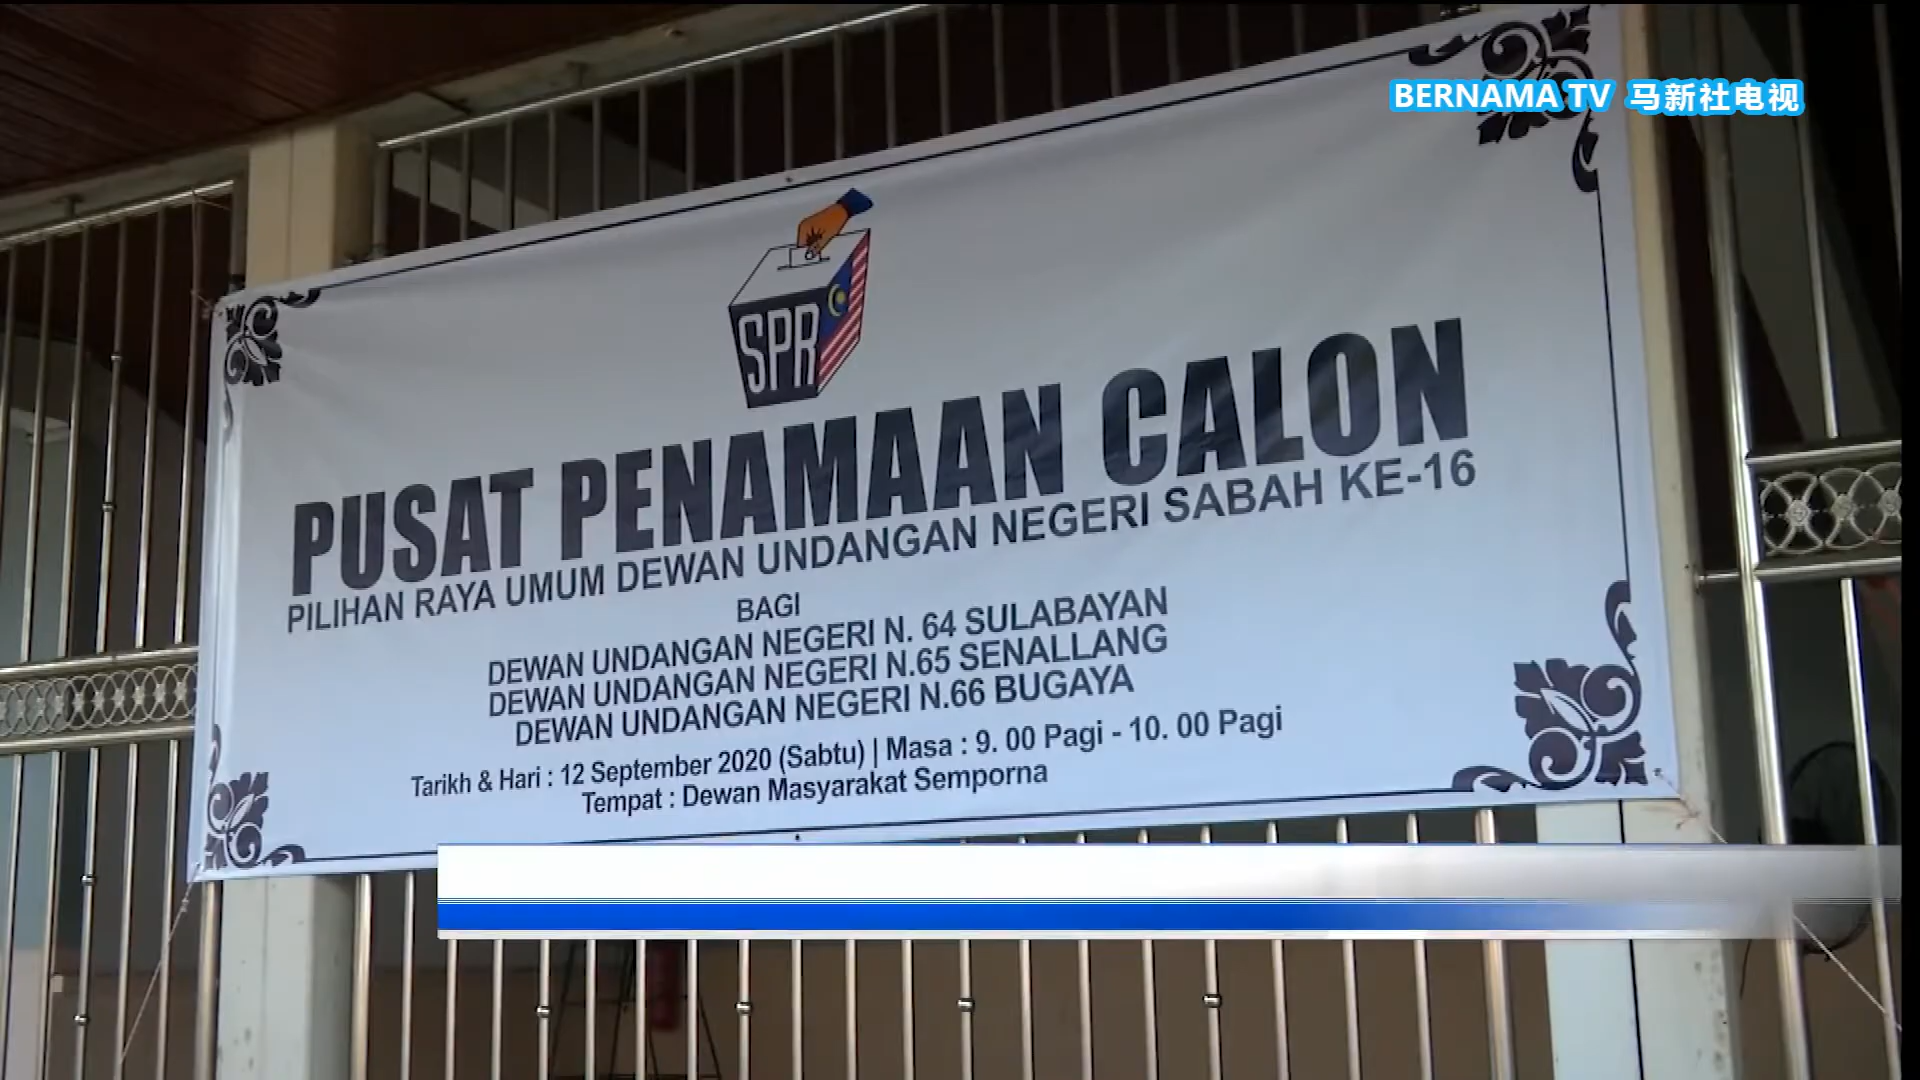 BERNAMA TV 马新社电视
SPR
PUSAT PENAMAAN CALON
PILIHAN RAYA UMUM DEWAN UNDANGAN NEGERI SABAH KE-16
BAGI
DEWAN UNDANGAN NEGERI N. 64 SULABAYAN
DEWAN UNDANGAN NEGERI N.65 SENALLANG
DEWAN UNDANGAN NEGERI N.66 BUGAYA
Tarikh & Hari : 12 September 2020 (Sabtu) | Masa : 9. 00 Pagi - 10. 00 Pagi
Tempat : Dewan Masyarakat Semporna